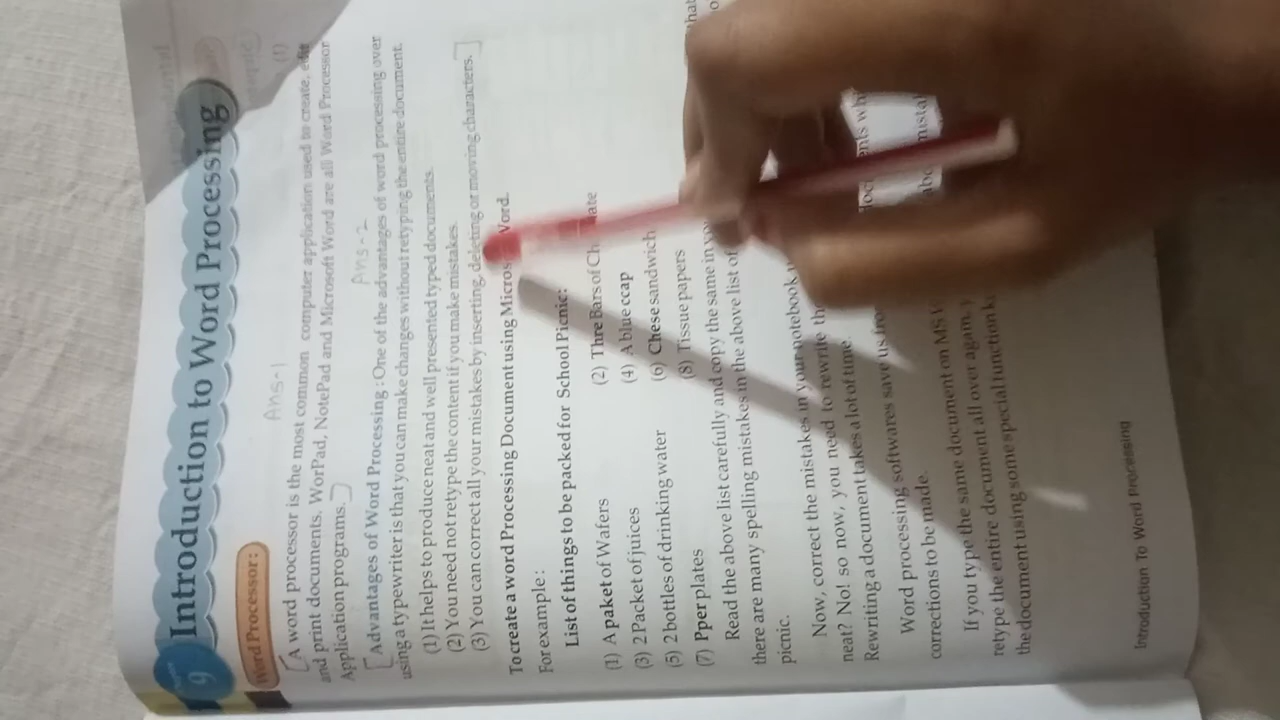 9 Introduction to Word Processing
Word Processor:
Ans-1
A word processor is the most common computer application used to create,
and print documents. WorPad, NotePad and Microsoft Word are all Word Processor
Application programs.
Ans-2
Advantages of Word Processing : One of the advantages of word processing over
using a typewriter is that you can make changes without retyping the entire document.
(1) It helps to produce neat and well presented typed documents.
(2) You need not retype the content if you make mistakes.
(3) You can correct all your mistakes by inserting, deleting or moving characters.
To create a word Processing Document using Word.
For example :
List of things to be packed for School Picnic:
(1) A paket of Wafers (2) Thre Bars of
(3) 2 Packet of juices (4) A blue ccap
(5) 2 bottles of drinking water (6) Chese sandwich
(7) Pper plates (8) Tissue papers
Read the above list carefully and copy the same in
there are many spelling mistakes in the above list of
picnic.
Now, correct the mistakes in your notebook
neat? No! so now, you need to rewrite
Rewriting a document takes a lot of time.
Word processing softwares save us
corrections to be made.
If you type the same document on MS
retype the entire document all over again,
the document using some special function
Introduction To Word Processing